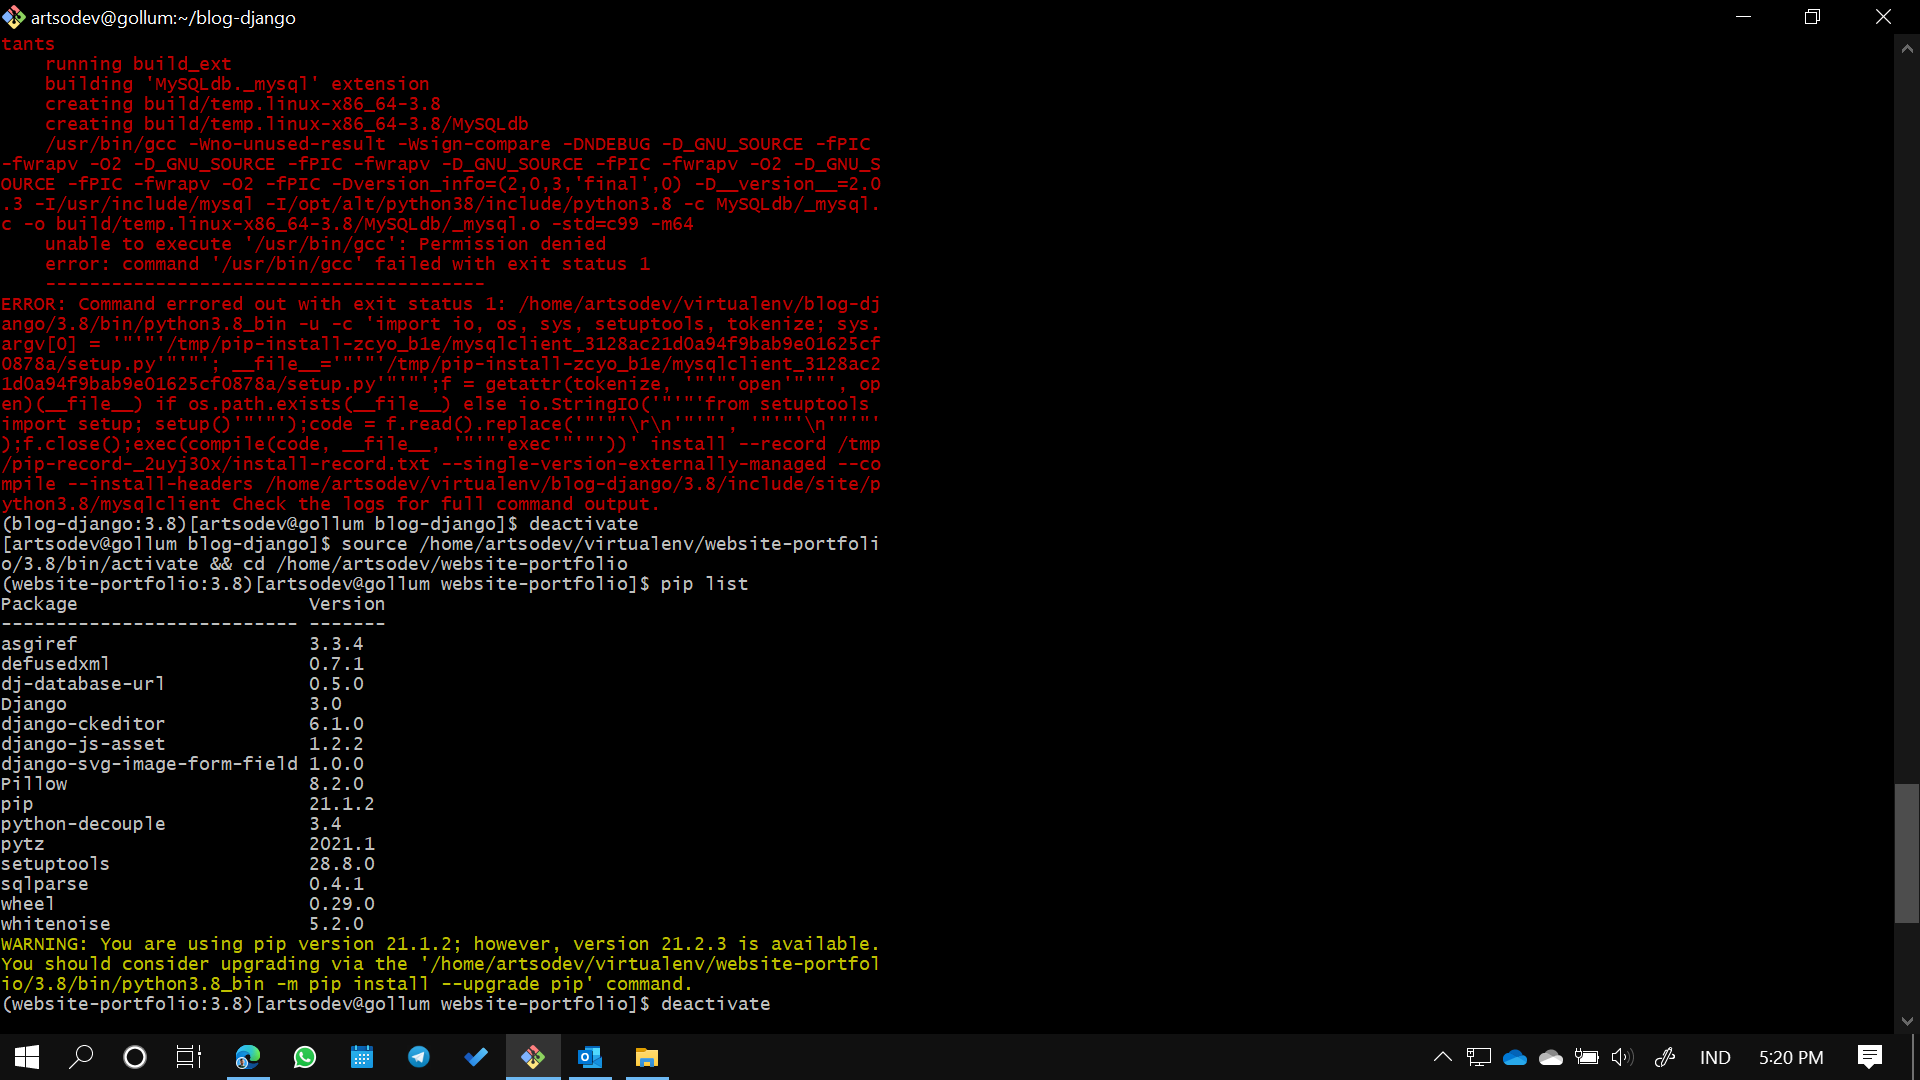 artsodev@gollum:~/blog-django
tants
    running build_ext
    building 'MySQLdb._mysql' extension
    creating build/temp.linux-x86_64-3.8
    creating build/temp.linux-x86_64-3.8/MySQLdb
    /usr/bin/gcc -Wno-unused-result -Wsign-compare -DNDEBUG -D_GNU_SOURCE -fPIC
-fwrapv -O2 -D_GNU_SOURCE -fPIC -fwrapv -D_GNU_SOURCE -fPIC -fwrapv -O2 -D_GNU_S
OURCE -fPIC -fwrapv -O2 -fPIC -Dversion_info=(2,0,3,'final',0) -D__version__=2.0
.3 -I/usr/include/mysql -I/opt/alt/python38/include/python3.8 -c MySQLdb/_mysql.
c -o build/temp.linux-x86_64-3.8/MySQLdb/_mysql.o -std=c99 -m64
    unable to execute '/usr/bin/gcc': Permission denied
    error: command '/usr/bin/gcc' failed with exit status 1
    ----------------------------------------
ERROR: Command errored out with exit status 1: /home/artsodev/virtualenv/blog-dj
ango/3.8/bin/python3.8_bin -u -c 'import io, os, sys, setuptools, tokenize; sys.
argv[0] = '"'"'/tmp/pip-install-zcyo_b1e/mysqlclient_3128ac21d0a94f9bab9e01625cf
0878a/setup.py'"'"'; __file__='"'"'/tmp/pip-install-zcyo_b1e/mysqlclient_3128ac2
1d0a94f9bab9e01625cf0878a/setup.py'"'"';f = getattr(tokenize, '"'"'open'"'"', op
en)(__file__) if os.path.exists(__file__) else io.StringIO('"'"'from setuptools
import setup; setup()'"'"');code = f.read().replace('"'"'\r\n'"'"', '"'"'\n'"'"'
);f.close();exec(compile(code, __file__, '"'"'exec'"'"'))' install --record /tmp
/pip-record-_2uyj3Ox/install-record.txt --single-version-externally-managed --co
mpile --install-headers /home/artsodev/virtualenv/blog-django/3.8/include/site/p
ython3.8/mysqlclient Check the logs for full command output.
(blog-django:3.8)[artsodev@gollum blog-django]$ deactivate
[artsodev@gollum blog-django]$ source /home/artsodev/virtualenv/website-portfoli
o/3.8/bin/activate && cd /home/artsodev/website-portfolio
(website-portfolio:3.8)[artsodev@gollum website-portfolio]$ pip list
Package                     Version
--------------------------- -------
asgiref                     3.3.4
defusedxml                  0.7.1
dj-database-url             0.5.0
Django                      3.0
django-ckeditor             6.1.0
django-js-asset             1.2.2
django-svg-image-form-field 1.0.0
Pillow                      8.2.0
pip                         21.1.2
python-decouple             3.4
pytz                        2021.1
setuptools                  28.8.0
sqlparse                    0.4.1
wheel                       0.29.0
whitenoise                  5.2.0
WARNING: You are using pip version 21.1.2; however, version 21.2.3 is available.
You should consider upgrading via the '/home/artsodev/virtualenv/website-portfol
io/3.8/bin/python3.8_bin -m pip install --upgrade pip' command.
(website-portfolio:3.8)[artsodev@gollum website-portfolio]$ deactivate
IND 5:20 PM